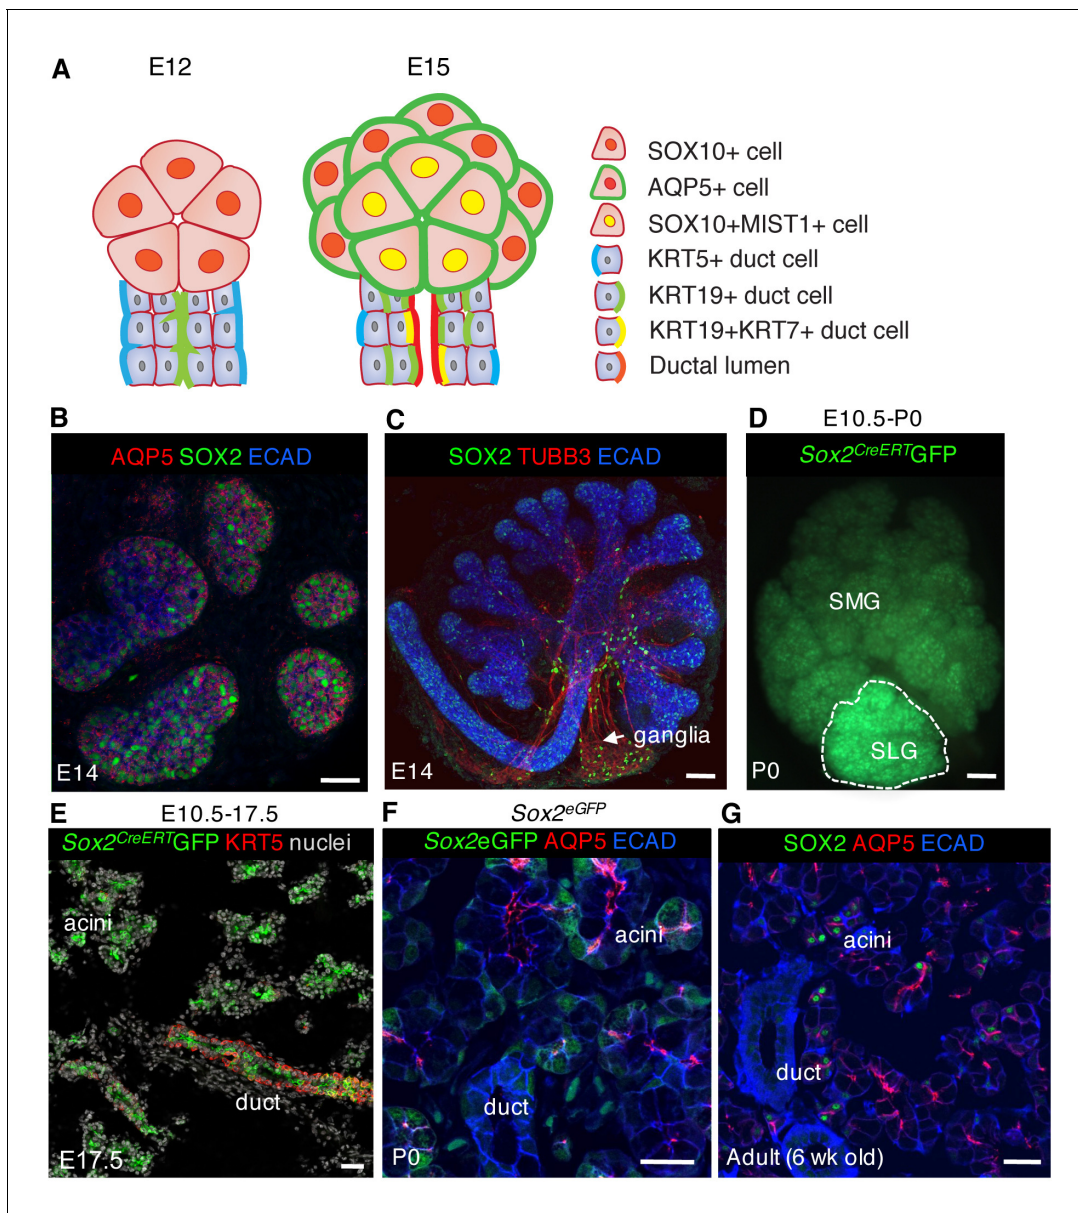 A
E12
E15
SOX10+ cell
AQP5+ cell
SOX10+MIST1+ cell
KRT5+ duct cell
KRT19+ duct cell
KRT19+KRT7+ duct cell
Ductal lumen
B
AQP5 SOX2 ECAD
E14
C
SOX2 TUBB3 ECAD
ganglia
E14
D
E10.5-P0
Sox2CreERTGFP
SMG
SLG
P0
E
E10.5-17.5
Sox2CreERTGFP KRT5 nuclei
acini
duct
E17.5
F
Sox2eGFP
Sox2eGFP AQP5 ECAD
acini
duct
P0
G
SOX2 AQP5 ECAD
acini
duct
Adult (6 wk old)